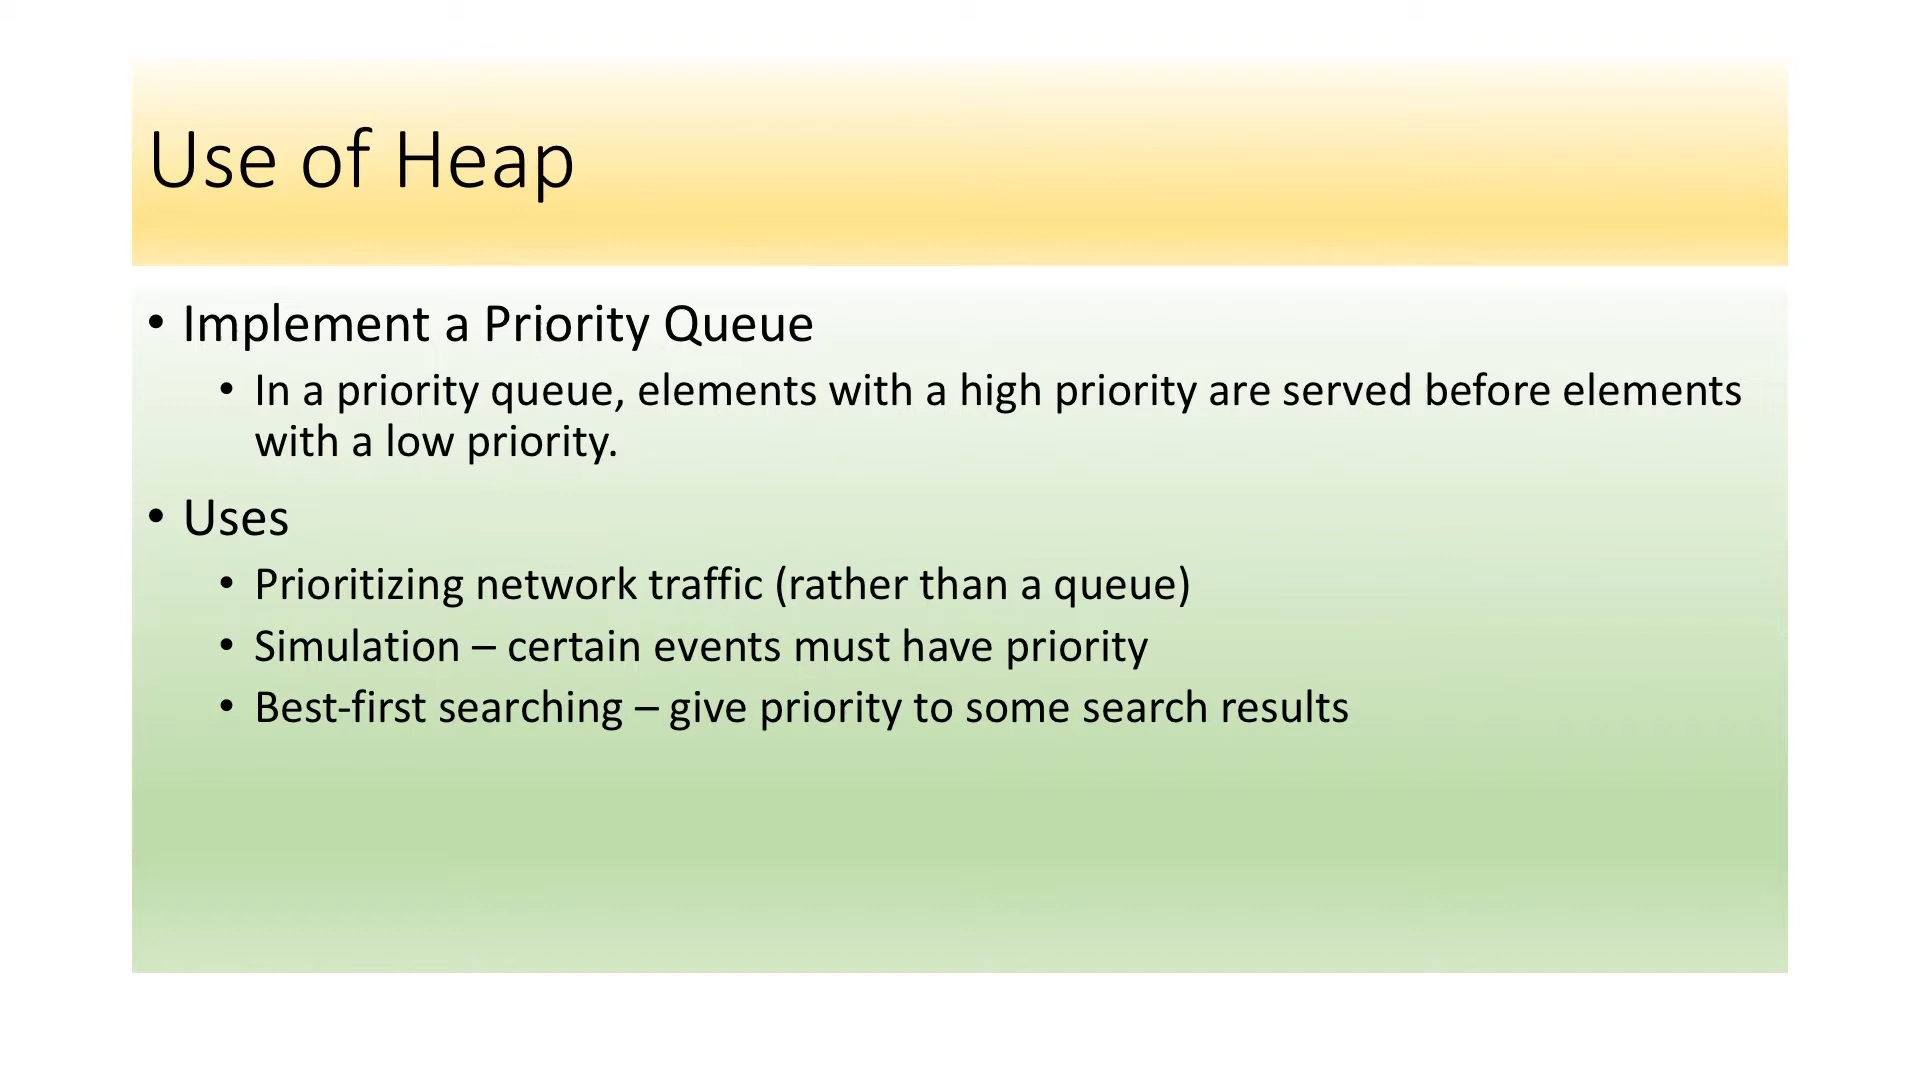 Use of Heap
• Implement a Priority Queue
• In a priority queue, elements with a high priority are served before elements
with a low priority.
• Uses
• Prioritizing network traffic (rather than a queue)
• Simulation – certain events must have priority
• Best-first searching – give priority to some search results